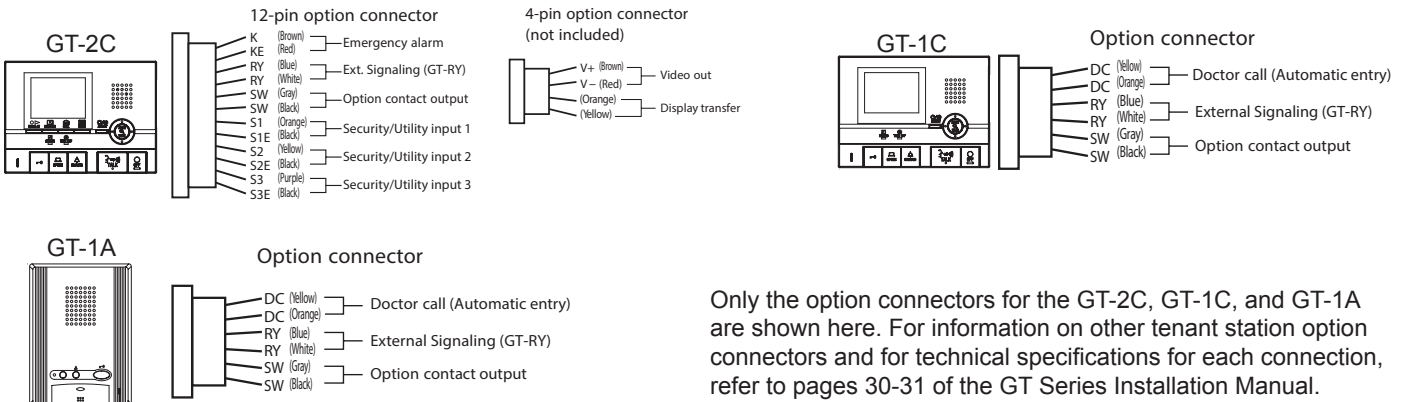 GT-2C
12-pin option connector
K (Brown)
KE (Red)
Emergency alarm
RY (Blue)
RY (White)
Ext. Signaling (GT-RY)
SW (Gray)
SW (Black)
Option contact output
S1 (Orange)
S1E (Black)
Security/Utility input 1
S2 (Yellow)
S2E (Black)
Security/Utility input 2
S3 (Purple)
S3E (Black)
Security/Utility input 3
4-pin option connector
(not included)
V+ (Brown)
V – (Red)
Video out
(Orange)
(Yellow)
Display transfer
GT-1C
Option connector
DC (Yellow)
DC (Orange)
Doctor call (Automatic entry)
RY (Blue)
RY (White)
External Signaling (GT-RY)
SW (Gray)
SW (Black)
Option contact output
GT-1A
Option connector
DC (Yellow)
DC (Orange)
Doctor call (Automatic entry)
RY (Blue)
RY (White)
External Signaling (GT-RY)
SW (Gray)
SW (Black)
Option contact output
Only the option connectors for the GT-2C, GT-1C, and GT-1A
are shown here. For information on other tenant station option
connectors and for technical specifications for each connection,
refer to pages 30-31 of the GT Series Installation Manual.
TALK
TALK